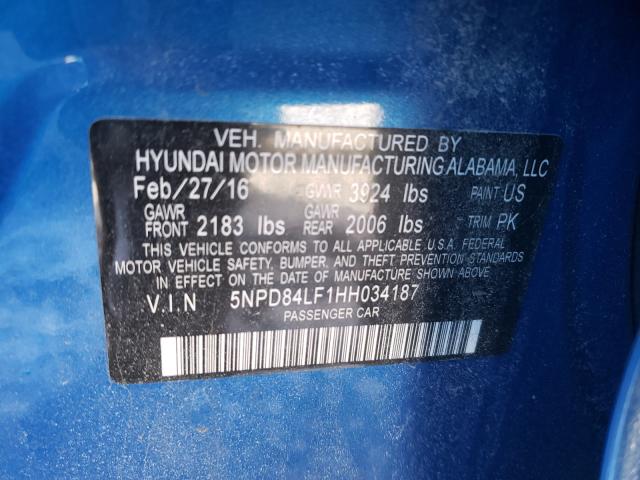 VEH. MANUFACTURED BY
HYUNDAI MOTOR MANUFACTURING ALABAMA, LLC
Feb/27/16 GVWR 3924 lbs PAINT US
GAWR FRONT 2183 lbs GAWR REAR 2006 lbs TRIM PK
THIS VEHICLE CONFORMS TO ALL APPLICABLE U.S.A. FEDERAL
MOTOR VEHICLE SAFETY, BUMPER, AND THEFT PREVENTION STANDARDS
IN EFFECT ON THE DATE OF MANUFACTURE SHOWN ABOVE.
V.I.N 5NPD84LF1HH034187
PASSENGER CAR